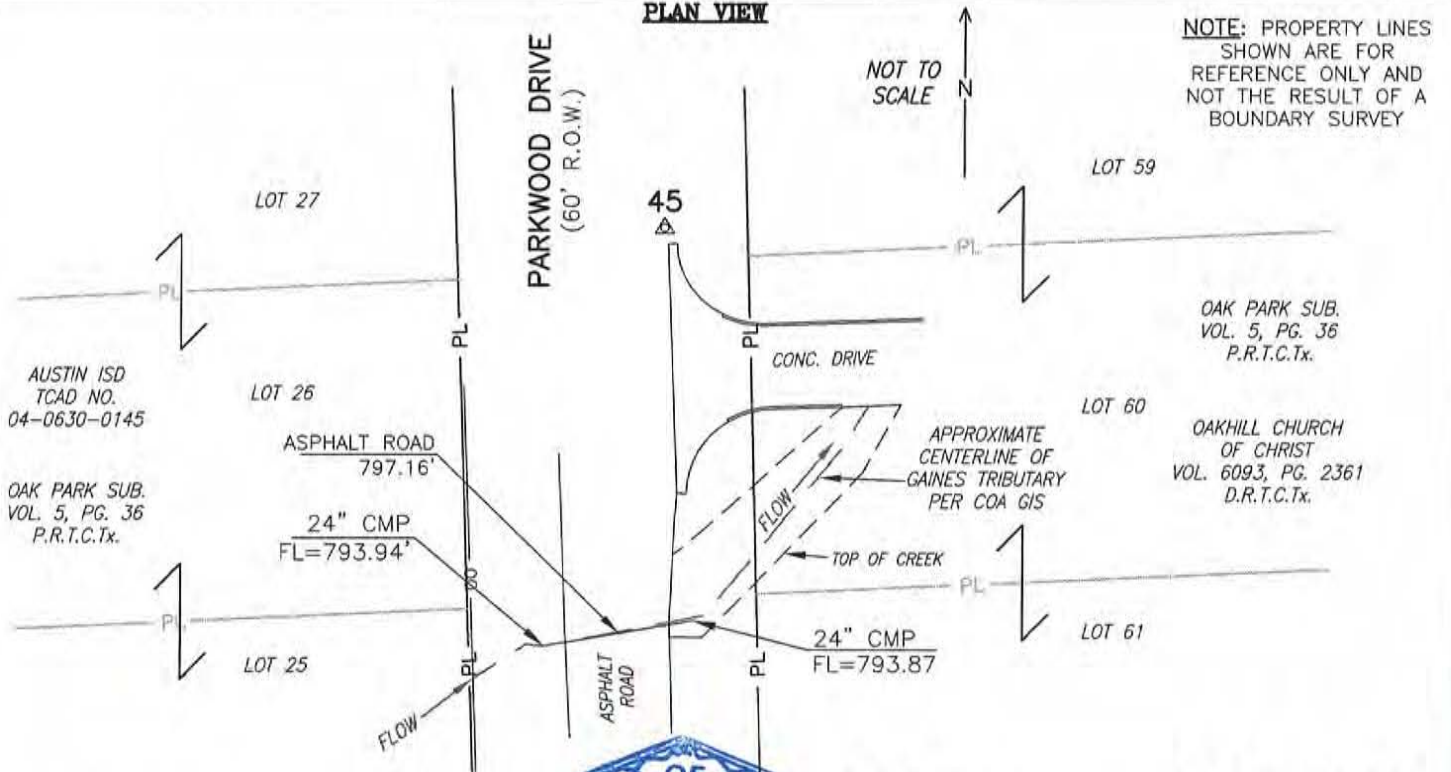 PLAN VIEW
NOTE: PROPERTY LINES
SHOWN ARE FOR
REFERENCE ONLY AND
NOT THE RESULT OF A
BOUNDARY SURVEY
NOT TO
SCALE
N
PARKWOOD DRIVE
(60' R.O.W.)
LOT 59
LOT 27
45
PL
PL
PL
PL
OAK PARK SUB.
VOL. 5, PG. 36
P.R.T.C.Tx.
CONC. DRIVE
AUSTIN ISD
TCAD NO.
04-0630-0145
LOT 26
LOT 60
ASPHALT ROAD
797.16'
APPROXIMATE
CENTERLINE OF
GAINES TRIBUTARY
PER COA GIS
OAKHILL CHURCH
OF CHRIST
VOL. 6093, PG. 2361
D.R.T.C.Tx.
OAK PARK SUB.
VOL. 5, PG. 36
P.R.T.C.Tx.
FLOW
24" CMP
FL=793.94'
TOP OF CREEK
PL
PL
LOT 61
24" CMP
FL=793.87
LOT 25
PL
PL
ASPHALT
ROAD
FLOW